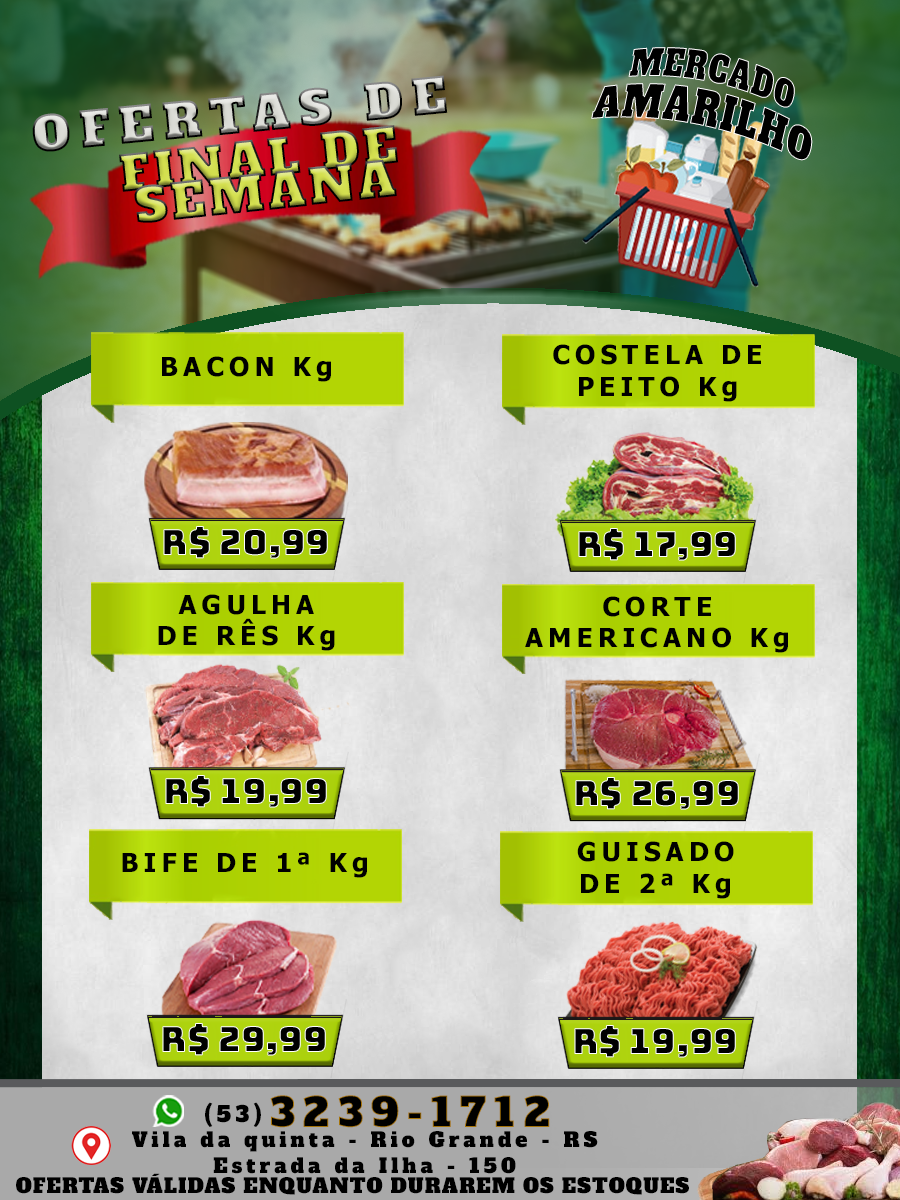 OFERTAS DE
FINAL DE
SEMANA
MERCADO
AMARILHO
BACON Kg
R$ 20,99
COSTELA DE
PEITO Kg
R$ 17,99
AGULHA
DE RÊS Kg
R$ 19,99
CORTE
AMERICANO Kg
R$ 26,99
BIFE DE 1ª Kg
R$ 29,99
GUISADO
DE 2ª Kg
R$ 19,99
(53) 3239-1712
Vila da quinta - Rio Grande - RS
Estrada da Ilha - 150
OFERTAS VÁLIDAS ENQUANTO DURAREM OS ESTOQUES